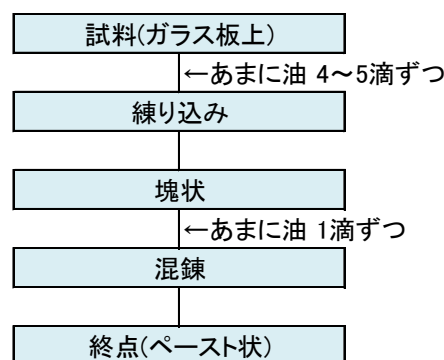 試料(ガラス板上)
←あまに油 4～5滴ずつ
練り込み
塊状
←あまに油 1滴ずつ
混錬
終点(ペースト状)